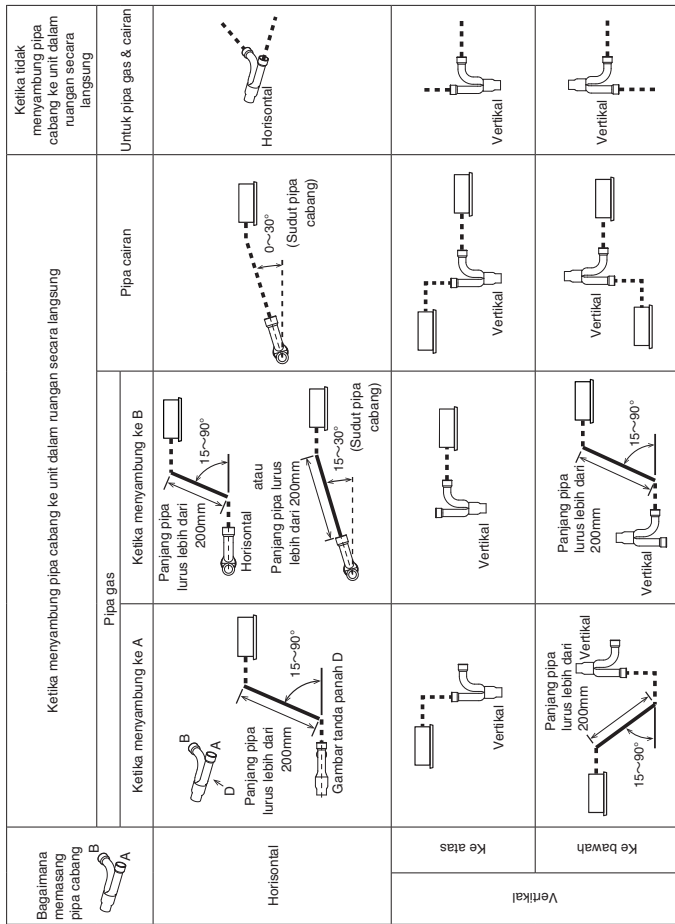 Bagaimana
memasang
pipa cabang
B
A
Ketika menyambung pipa cabang ke unit dalam ruangan secara langsung
Ketika tidak
menyambung pipa
cabang ke unit dalam
ruangan secara
langsung
Pipa gas
Pipa cairan
Untuk pipa gas & cairan
Ketika menyambung ke A
Ketika menyambung ke B
Horisontal
B
A
D
Panjang pipa
lurus lebih dari
200mm
15~90°
Gambar tanda panah D
Panjang pipa
lurus lebih dari
200mm
15~90°
Horisontal
atau
Panjang pipa lurus
lebih dari 200mm
15~30°
(Sudut pipa
cabang)
0~30°
(Sudut pipa
cabang)
Horisontal
Vertikal
Ke atas
Vertikal
Vertikal
Vertikal
Vertikal
Ke bawah
Panjang pipa
lurus lebih dari
200mm
Vertikal
15~90°
Panjang pipa
lurus lebih dari
200mm
15~90°
Vertikal
Vertikal
Vertikal